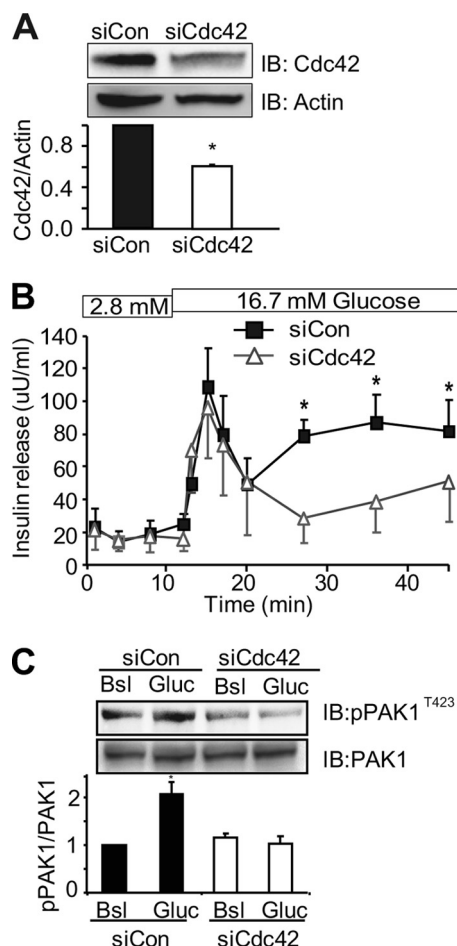 A
siCon siCdc42
IB: Cdc42
IB: Actin
Cdc42/Actin
0.8
0.4
0.0
*
siCon siCdc42
B
2.8 mM 16.7 mM Glucose
siCon
siCdc42
Insulin release (uU/ml)
140
120
100
80
60
40
20
0
* * *
0 10 20 30 40
Time (min)
C
siCon siCdc42
Bsl Gluc Bsl Gluc
IB:pPAK1 T423
IB:PAK1
pPAK1/PAK1
2
1
0
*
Bsl Gluc Bsl Gluc
siCon siCdc42